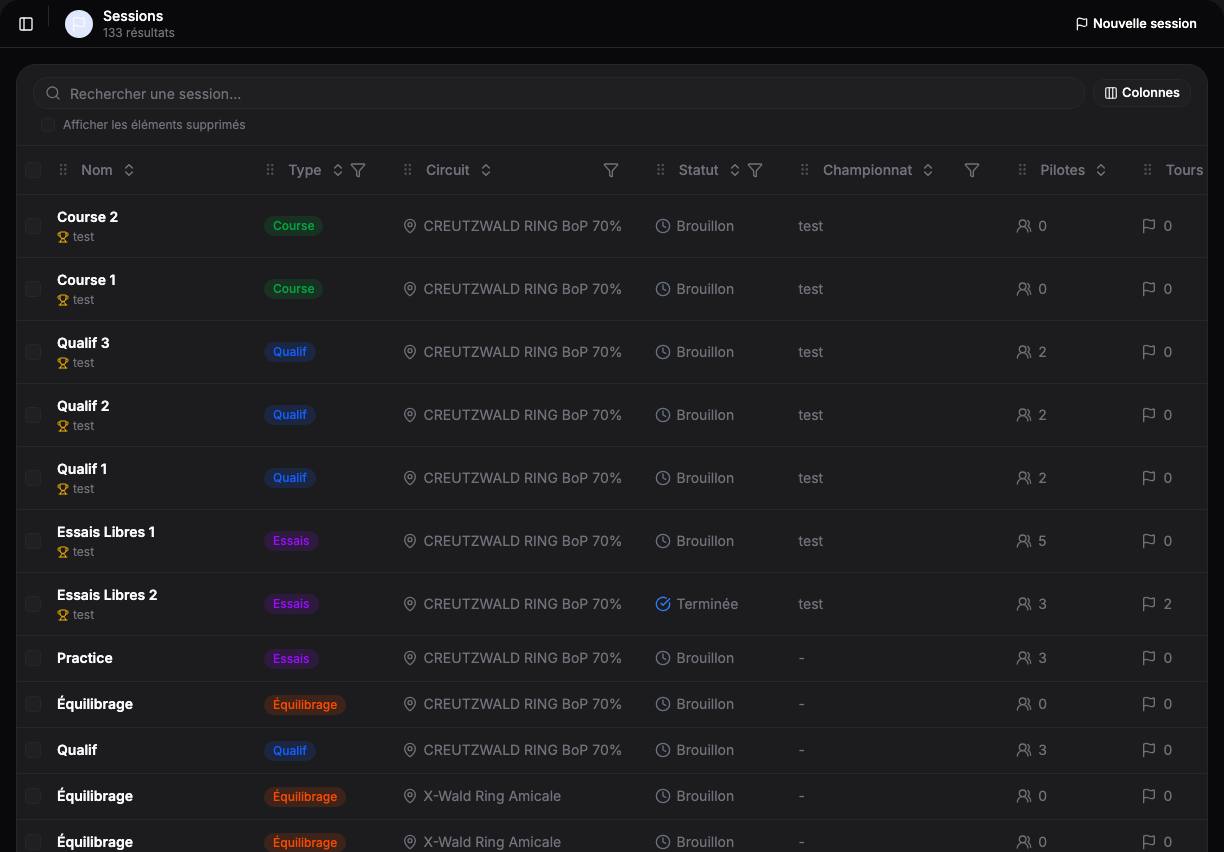 Sessions
133 résultats
Nouvelle session
Rechercher une session...
Colonnes
Afficher les éléments supprimés
Nom Type Circuit Statut Championnat Pilotes Tours
Course 2 Course CREUTZWALD RING BoP 70% Brouillon test 0 0
test
Course 1 Course CREUTZWALD RING BoP 70% Brouillon test 0 0
test
Qualif 3 Qualif CREUTZWALD RING BoP 70% Brouillon test 2 0
test
Qualif 2 Qualif CREUTZWALD RING BoP 70% Brouillon test 2 0
test
Qualif 1 Qualif CREUTZWALD RING BoP 70% Brouillon test 2 0
test
Essais Libres 1 Essais CREUTZWALD RING BoP 70% Brouillon test 5 0
test
Essais Libres 2 Essais CREUTZWALD RING BoP 70% Terminée test 3 2
test
Practice Essais CREUTZWALD RING BoP 70% Brouillon - 3 0
Équilibrage Équilibrage CREUTZWALD RING BoP 70% Brouillon - 0 0
Qualif Qualif CREUTZWALD RING BoP 70% Brouillon - 3 0
Équilibrage Équilibrage X-Wald Ring Amicale Brouillon - 0 0
Équilibrage Équilibrage X-Wald Ring Amicale Brouillon - 0 0